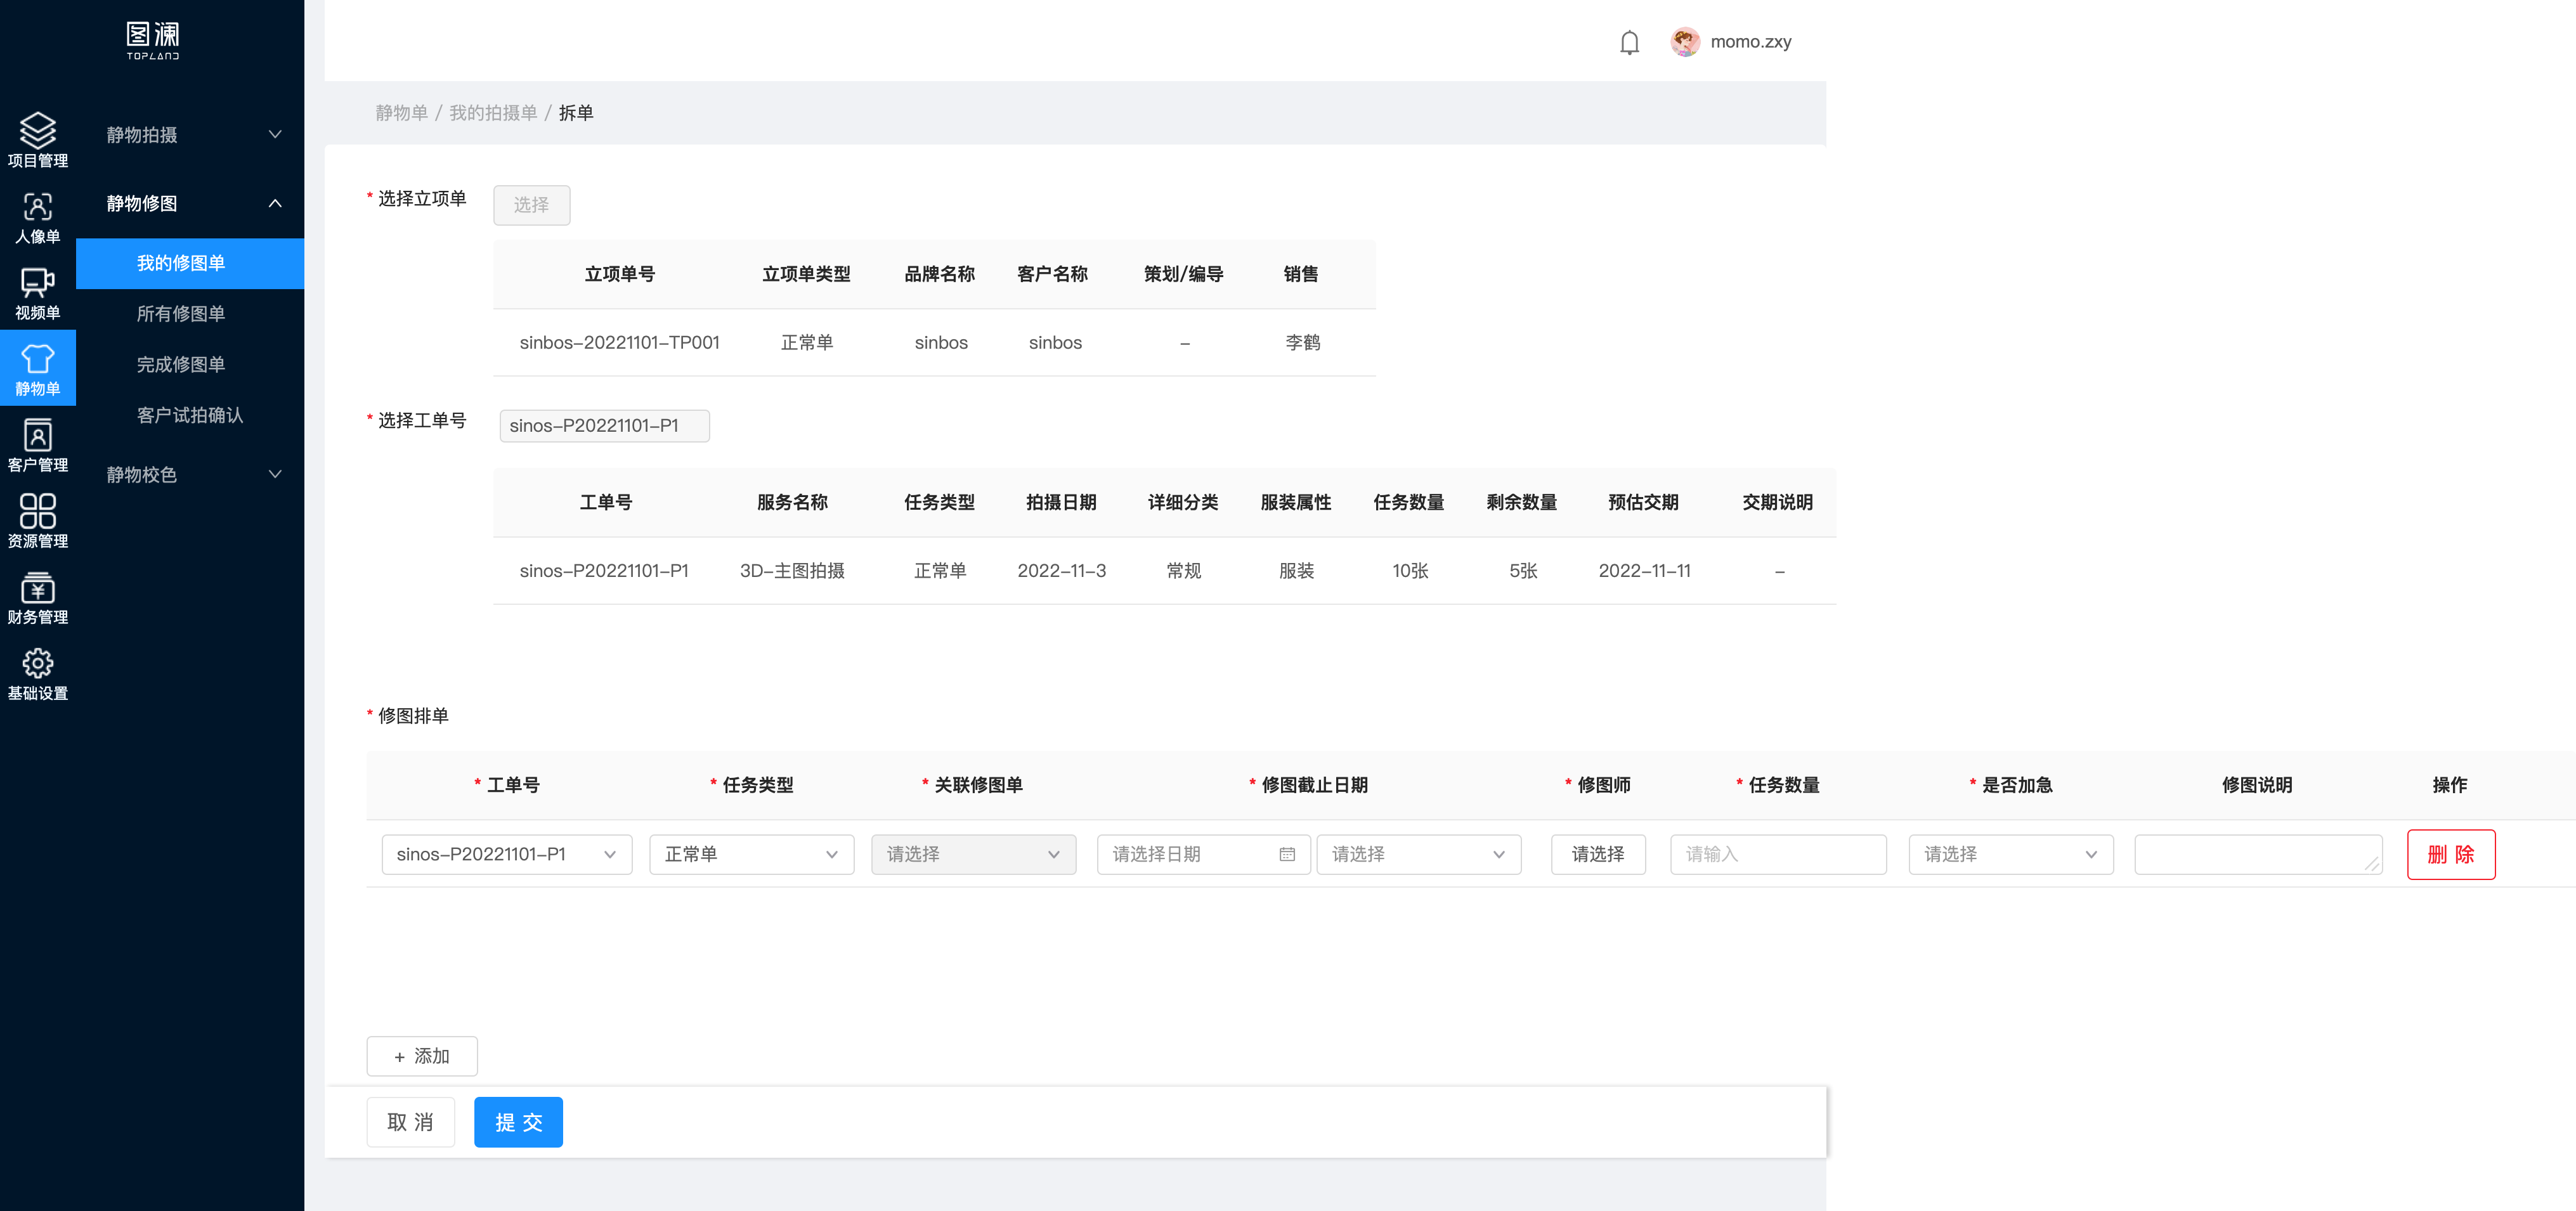 图澜
TOPLAND
momo.zxy
项目管理
人像单
视频单
静物单
客户管理
资源管理
财务管理
基础设置
静物拍摄
静物修图
我的修图单
所有修图单
完成修图单
客户试拍确认
静物校色
静物单 / 我的拍摄单 / 拆单
* 选择立项单 选择
立项单号 立项单类型 品牌名称 客户名称 策划/编导 销售
sinbos-20221101-TP001 正常单 sinbos sinbos - 李鹤
* 选择工单号 sinos-P20221101-P1
工单号 服务名称 任务类型 拍摄日期 详细分类 服装属性 任务数量 剩余数量 预估交期 交期说明
sinos-P20221101-P1 3D-主图拍摄 正常单 2022-11-3 常规 服装 10张 5张 2022-11-11 -
* 修图排单
* 工单号 * 任务类型 * 关联修图单 * 修图截止日期 * 修图师 * 任务数量 * 是否加急 修图说明 操作
sinos-P20221101-P1 正常单 请选择 请选择日期 请选择 请选择 请输入 请选择 删 除
+ 添加
取 消 提 交